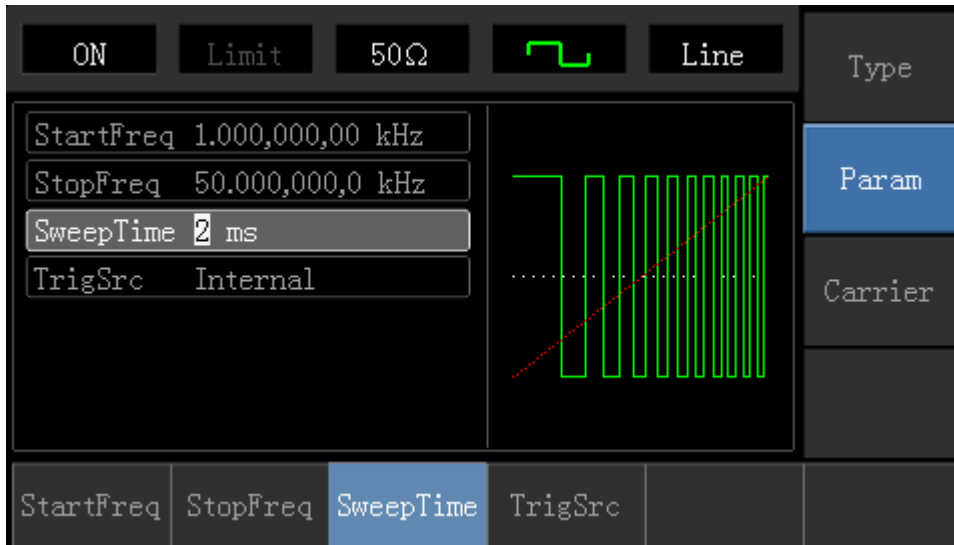 ON Limit 50Ω Line
Type
StartFreq 1.000,000,00 kHz
StopFreq 50.000,000,0 kHz
SweepTime 2 ms
TrigSrc Internal
Param
Carrier
StartFreq StopFreq SweepTime TrigSrc